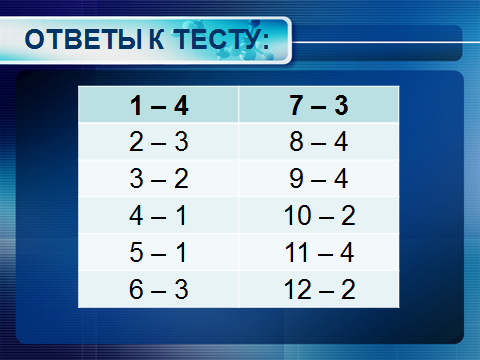 ОТВЕТЫ К ТЕСТУ:
1 – 4 7 – 3
2 – 3 8 – 4
3 – 2 9 – 4
4 – 1 10 – 2
5 – 1 11 – 4
6 – 3 12 – 2